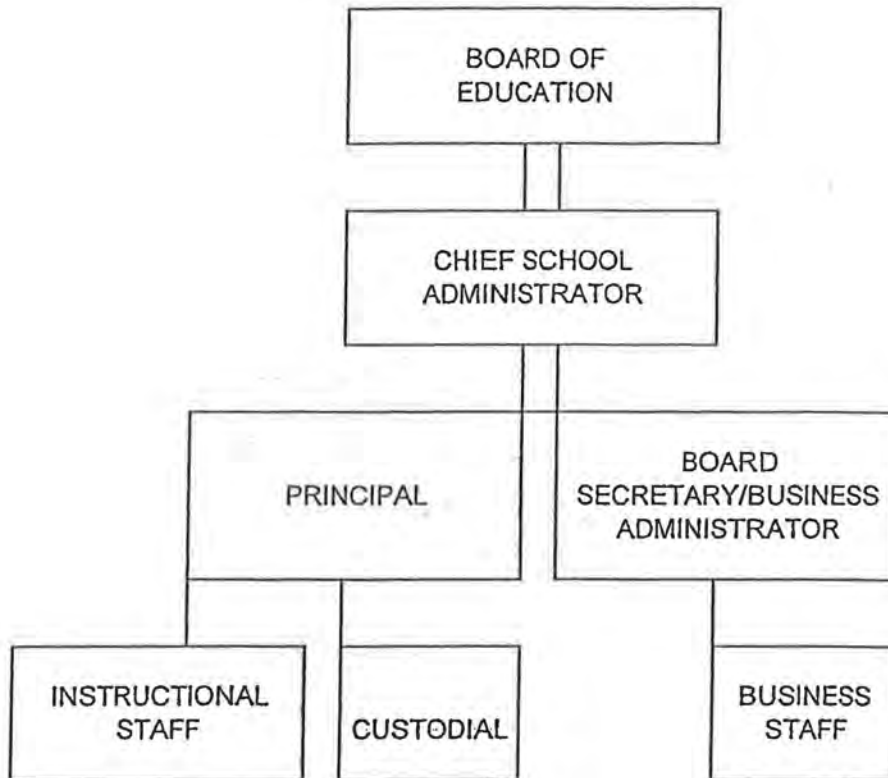 BOARD OF
EDUCATION
CHIEF SCHOOL
ADMINISTRATOR
PRINCIPAL
BOARD
SECRETARY/BUSINESS
ADMINISTRATOR
INSTRUCTIONAL
STAFF
CUSTODIAL
BUSINESS
STAFF